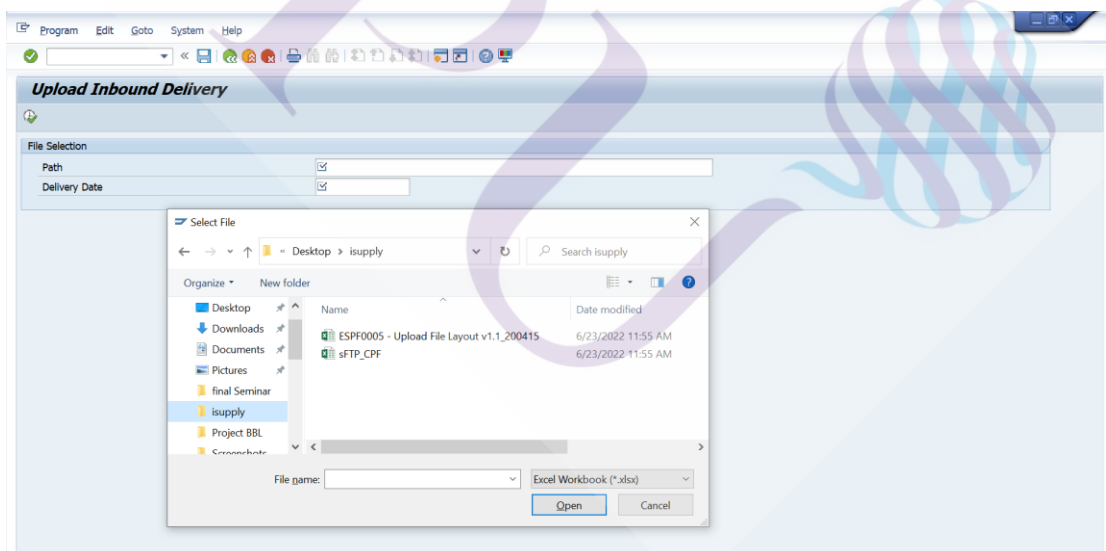 Program Edit Goto System Help
Upload Inbound Delivery
File Selection
Path
Delivery Date
Select File
« Desktop > isupply
Search isupply
Organize
New folder
Name
Date modified
Desktop
Downloads
Documents
Pictures
final Seminar
isupply
Project BBL
Screenshots
ESPF0005 - Upload File Layout v1.1_200415 6/23/2022 11:55 AM
sFTP_CPF 6/23/2022 11:55 AM
File name:
Excel Workbook (*.xlsx)
Open
Cancel